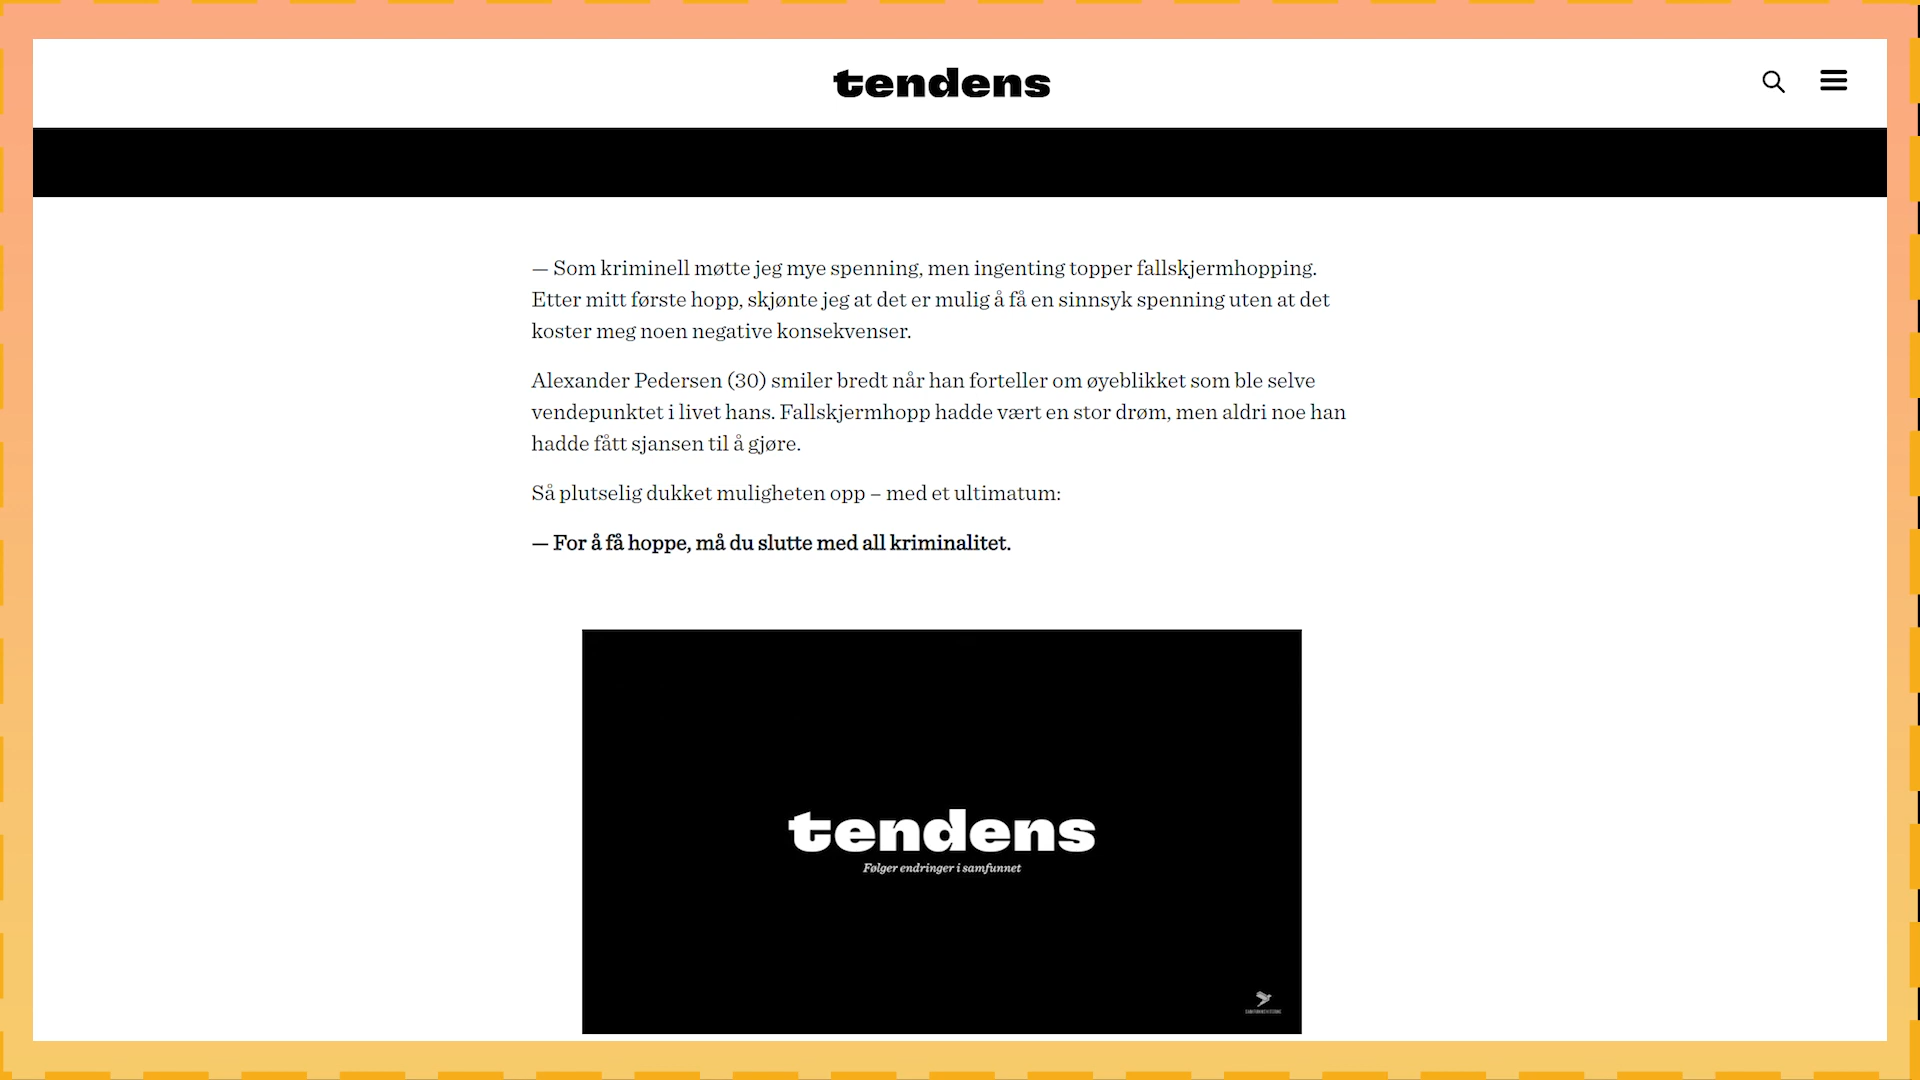 tendens
— Som kriminell møtte jeg mye spenning, men ingenting topper fallskjermhopping.
Etter mitt første hopp, skjønte jeg at det er mulig å få en sinnsyk spenning uten at det
koster meg noen negative konsekvenser.
Alexander Pedersen (30) smiler bredt når han forteller om øyeblikket som ble selve
vendepunktet i livet hans. Fallskjermhopp hadde vært en stor drøm, men aldri noe han
hadde fått sjansen til å gjøre.
Så plutselig dukket muligheten opp – med et ultimatum:
— For å få hoppe, må du slutte med all kriminalitet.
tendens
Følger endringer i samfunnet